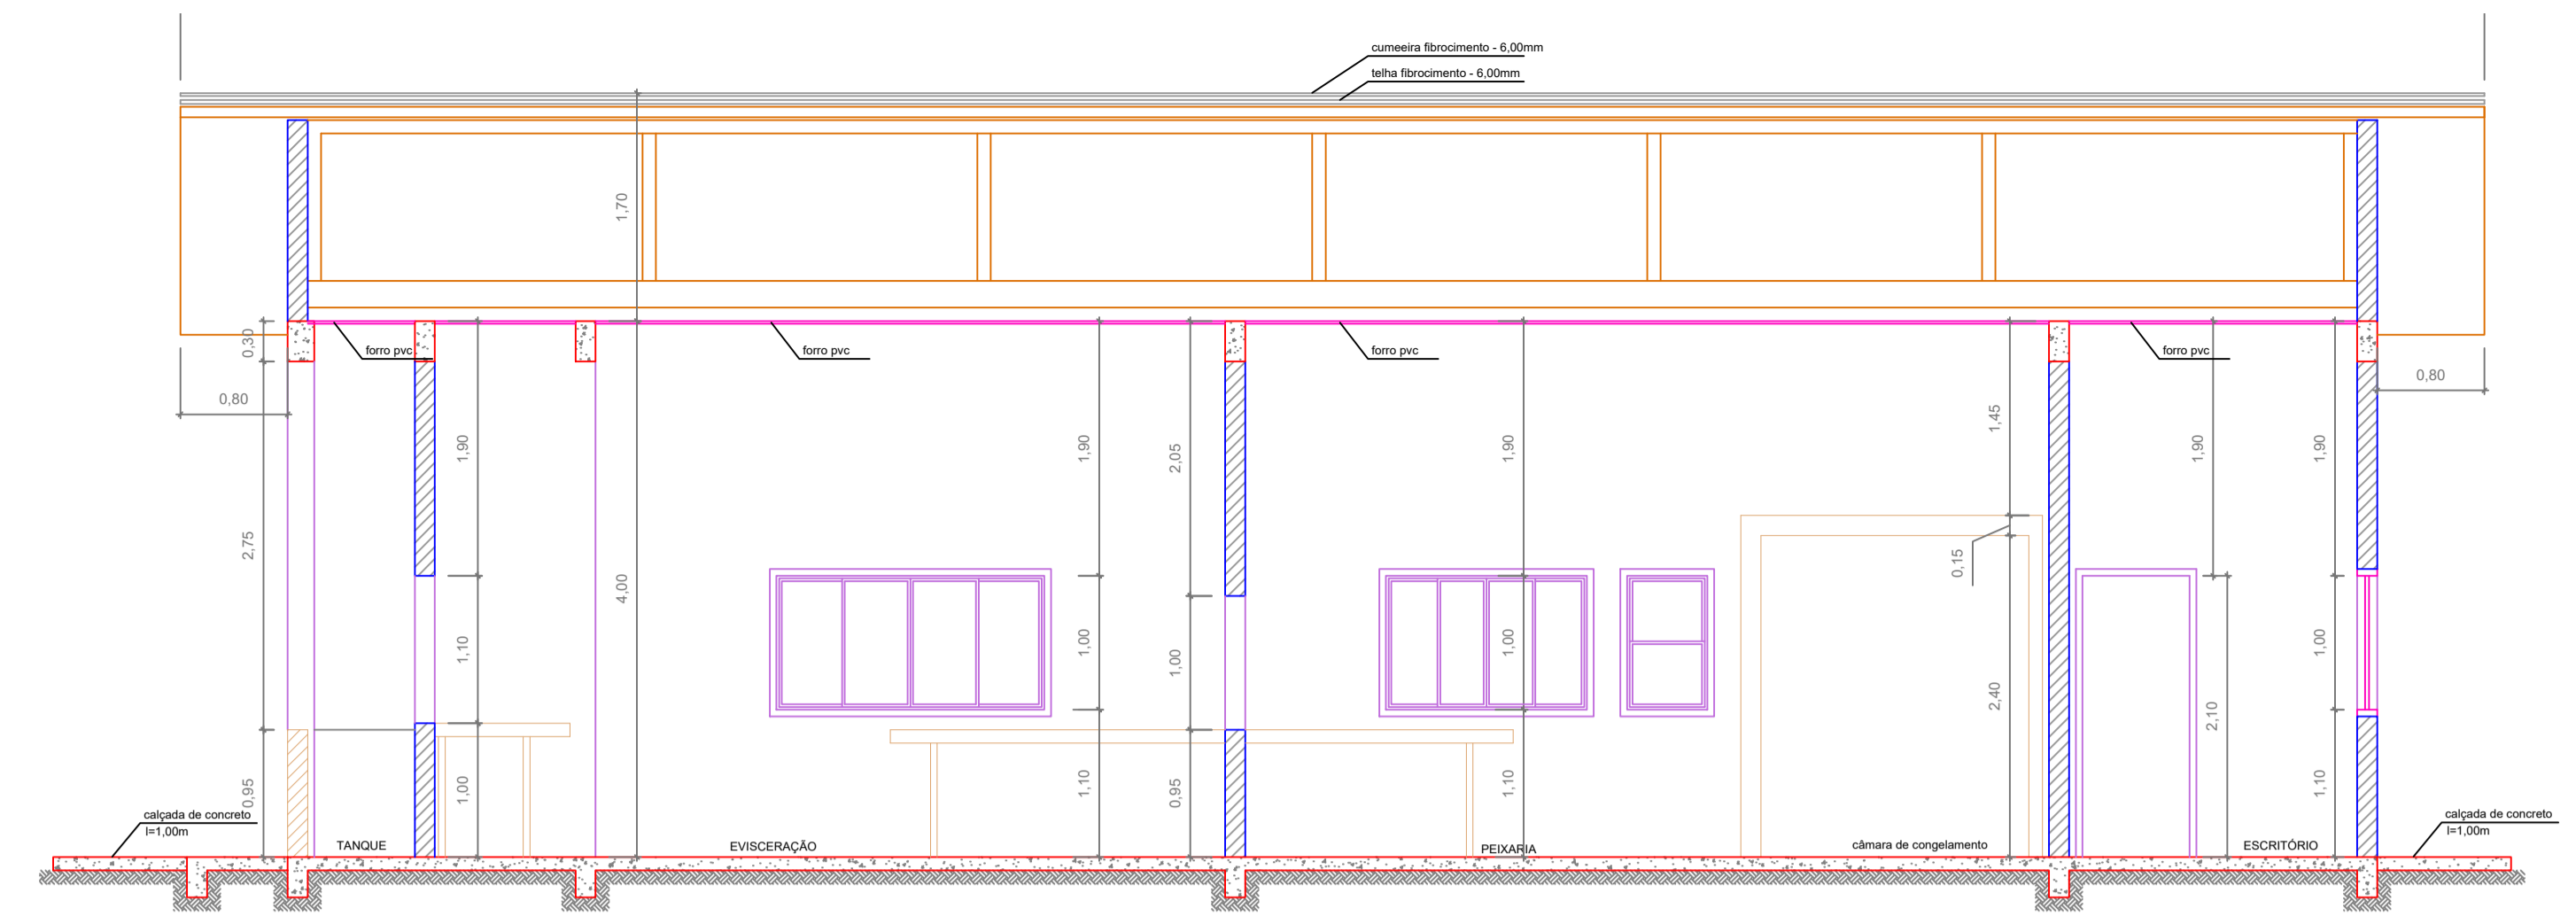 cumeeira fibrocimento - 6,00mm
telha fibrocimento - 6,00mm
1,70
0,30
forro pvc
forro pvc
forro pvc
forro pvc
0,80
0,80
1,90
1,90
2,05
1,90
1,45
1,90
1,90
2,75
4,00
0,15
1,10
1,00
1,00
1,00
1,00
2,40
2,10
0,95
1,00
1,10
0,95
1,10
1,10
calçada de concreto
l=1,00m
calçada de concreto
l=1,00m
TANQUE
EVISCERAÇÃO
PEIXARIA
câmara de congelamento
ESCRITÓRIO